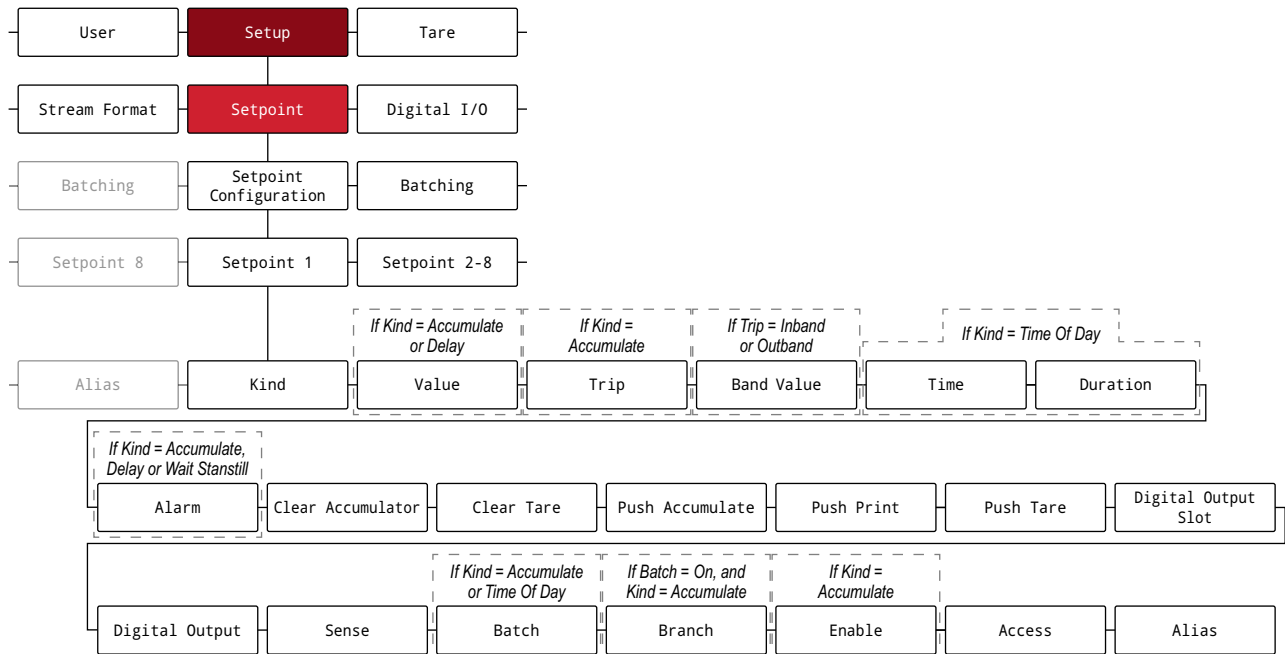 User
Setup
Tare
Stream Format
Setpoint
Digital I/O
Batching
Setpoint
Configuration
Batching
Setpoint 8
Setpoint 1
Setpoint 2-8
If Kind = Accumulate
or Delay
If Kind =
Accumulate
If Trip = Inband
or Outband
If Kind = Time Of Day
Alias
Kind
Value
Trip
Band Value
Time
Duration
If Kind = Accumulate,
Delay or Wait Stanstill
Alarm
Clear Accumulator
Clear Tare
Push Accumulate
Push Print
Push Tare
Digital Output
Slot
If Kind = Accumulate
or Time Of Day
If Batch = On, and
Kind = Accumulate
If Kind =
Accumulate
Digital Output
Sense
Batch
Branch
Enable
Access
Alias